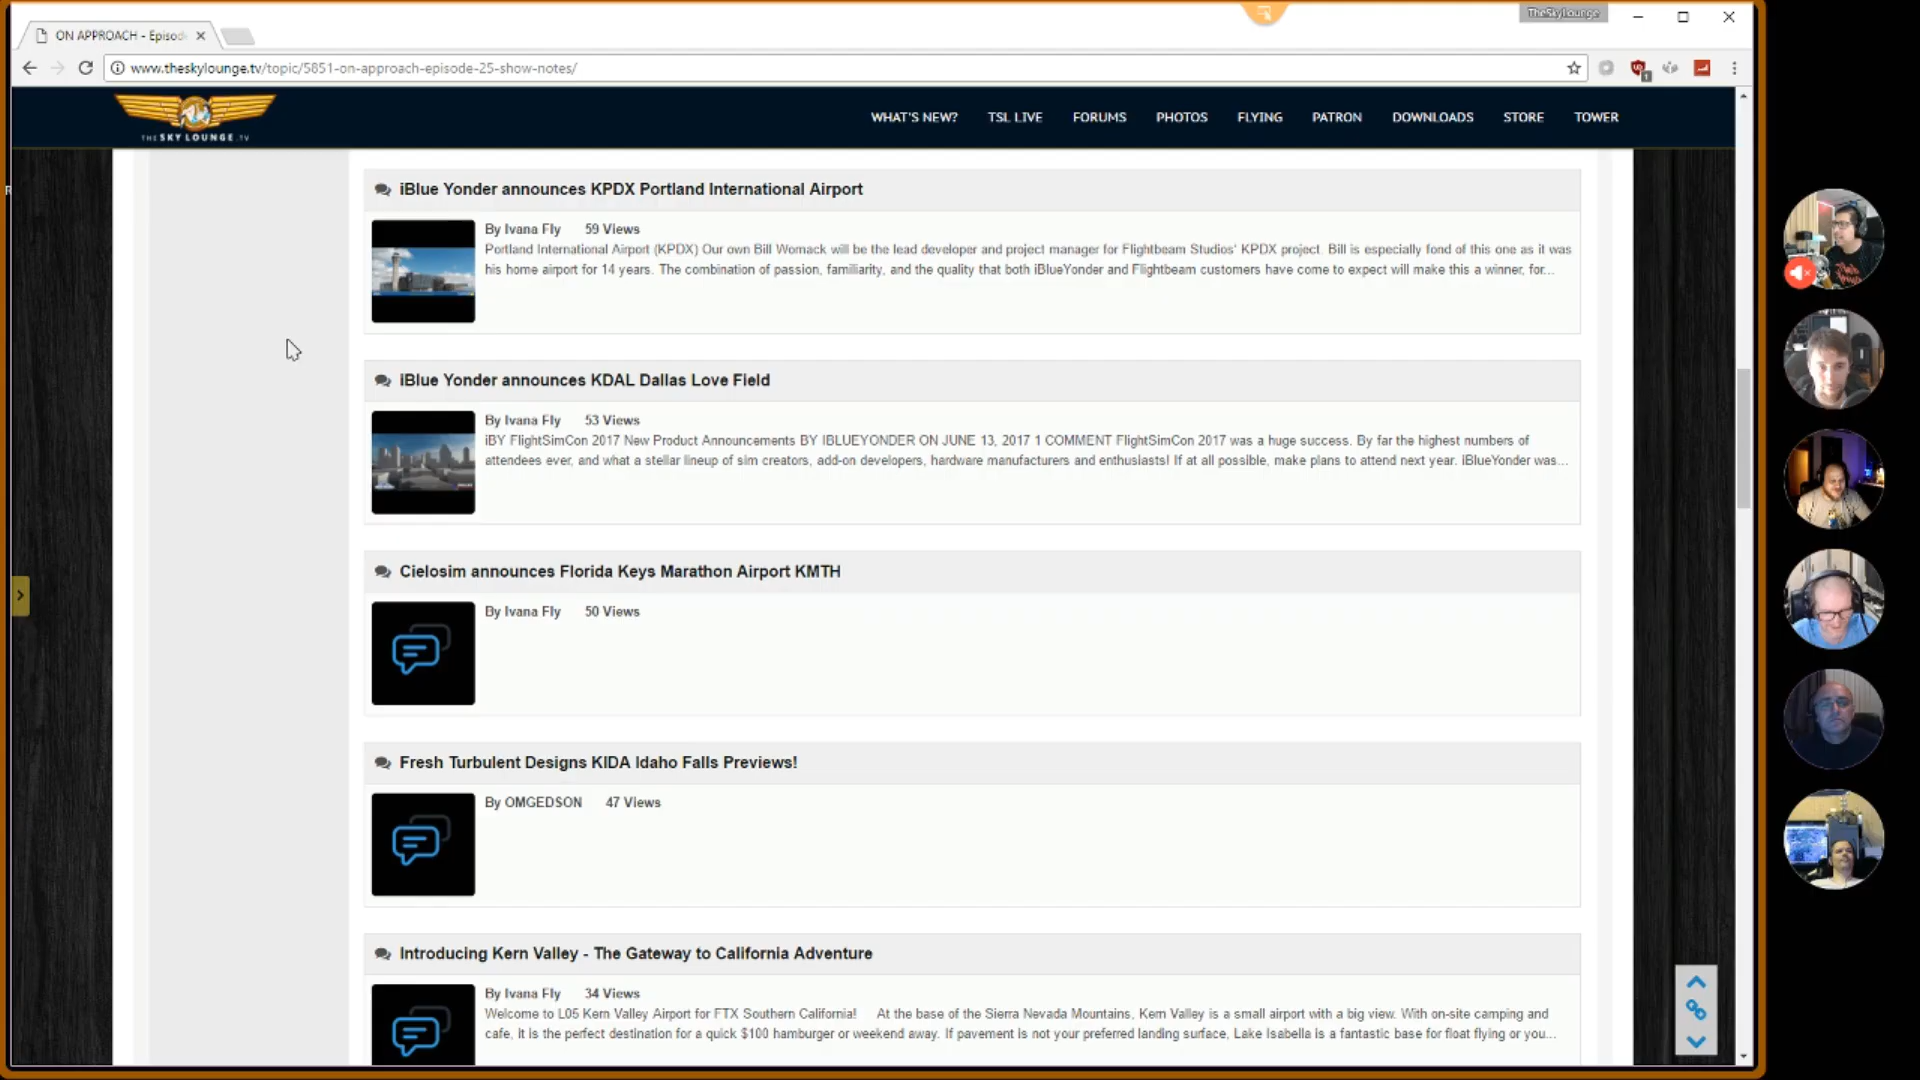 TheSkyLounge
ON APPROACH - Episod
www.theskylounge.tv/topic/5851-on-approach-episode-25-show-notes/
1
THE SKY LOUNGE .TV
WHAT'S NEW? TSL LIVE FORUMS PHOTOS FLYING PATRON DOWNLOADS STORE TOWER
iBlue Yonder announces KPDX Portland International Airport
By Ivana Fly 59 Views
Portland International Airport (KPDX) Our own Bill Womack will be the lead developer and project manager for Flightbeam Studios' KPDX project. Bill is especially fond of this one as it was
his home airport for 14 years. The combination of passion, familiarity, and the quality that both iBlueYonder and Flightbeam customers have come to expect will make this a winner, for...
iBlue Yonder announces KDAL Dallas Love Field
By Ivana Fly 53 Views
iBY FlightSimCon 2017 New Product Announcements BY IBLUEYONDER ON JUNE 13, 2017 1 COMMENT FlightSimCon 2017 was a huge success. By far the highest numbers of
attendees ever, and what a stellar lineup of sim creators, add-on developers, hardware manufacturers and enthusiasts! If at all possible, make plans to attend next year. iBlueYonder was...
Cielosim announces Florida Keys Marathon Airport KMTH
By Ivana Fly 50 Views
Fresh Turbulent Designs KIDA Idaho Falls Previews!
By OMGEDSON 47 Views
Introducing Kern Valley - The Gateway to California Adventure
By Ivana Fly 34 Views
Welcome to L05 Kern Valley Airport for FTX Southern California! At the base of the Sierra Nevada Mountains, Kern Valley is a small airport with a big view. With on-site camping and
cafe, it is the perfect destination for a quick $100 hamburger or weekend away. If pavement is not your preferred landing surface, Lake Isabella is a fantastic base for float flying or you...